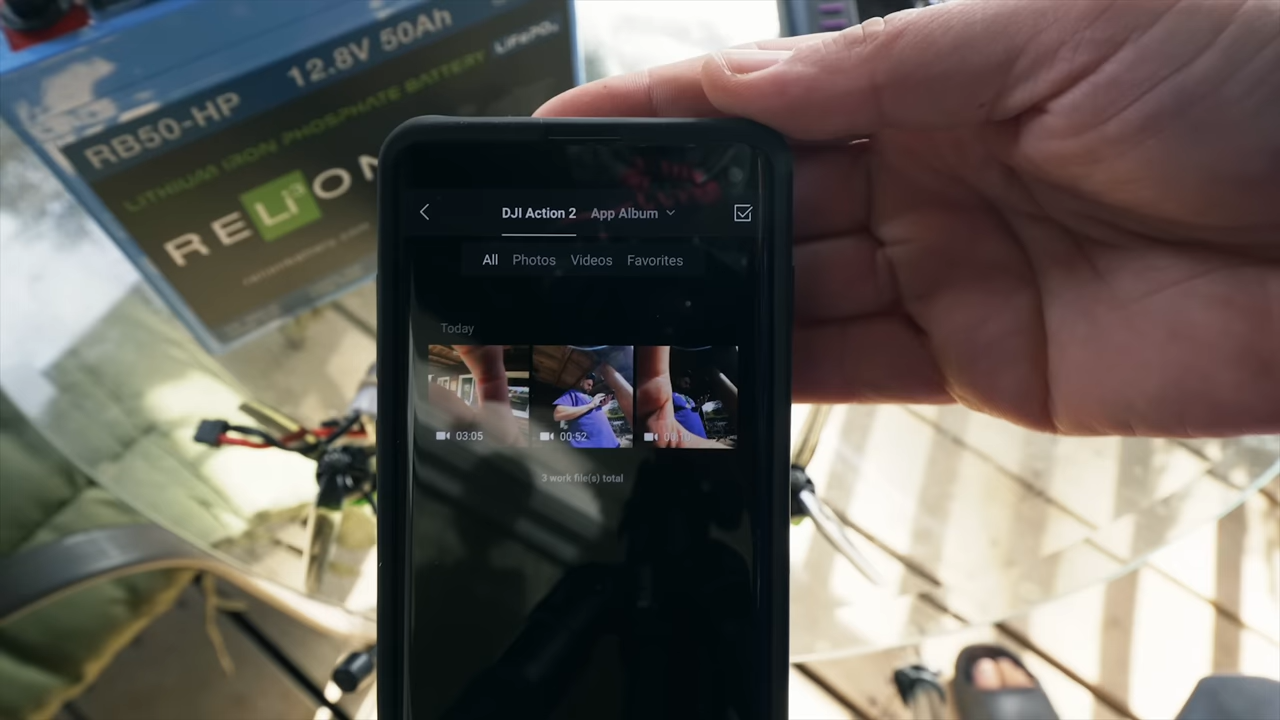 12.8V 50Ah
LiFePO₄
RB50-HP
LITHIUM IRON PHOSPHATE BATTERY
RELi³ON
DJI Action 2 App Album
All Photos Videos Favorites
Today
03:05 00:52
3 work file(s) total